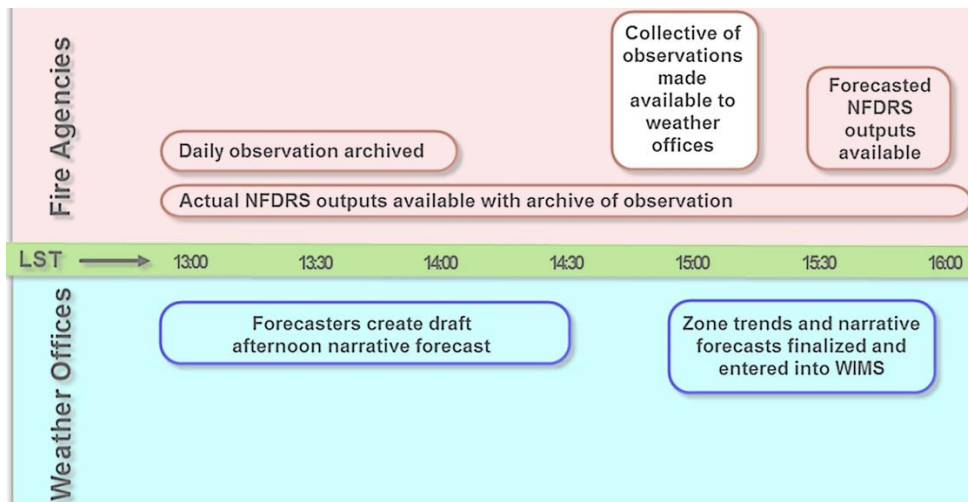 Fire Agencies
Collective of
observations
made
available to
weather
offices
Forecasted
NFDRS
outputs
available
Daily observation archived
Actual NFDRS outputs available with archive of observation
LST 13:00 13:30 14:00 14:30 15:00 15:30 16:00
Weather Offices
Forecasters create draft
afternoon narrative forecast
Zone trends and narrative
forecasts finalized and
entered into WIMS